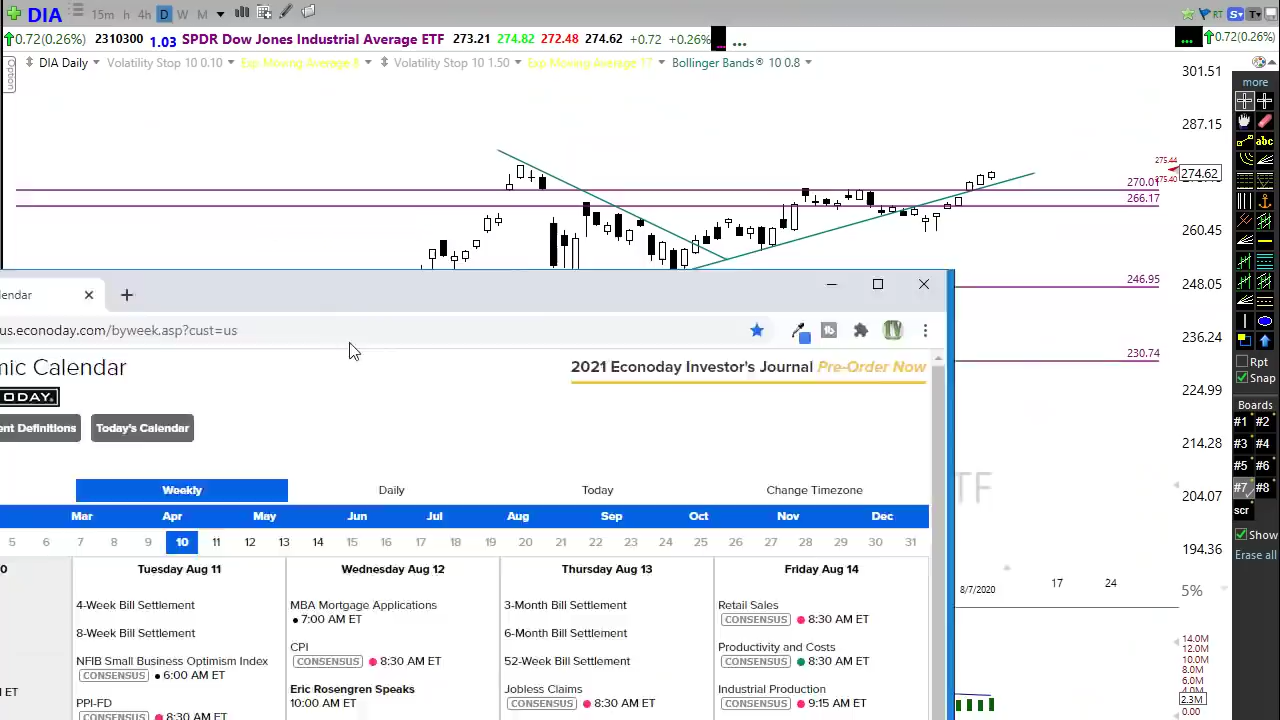 DIA 15m h 4h D W M RT S T
0.72(0.26%) 2310300 1.03 SPDR Dow Jones Industrial Average ETF 273.21 274.82 272.48 274.62 +0.72 +0.26% ... ... 0.72(0.26%)
Option DIA Daily Volatility Stop 10 0.10 Exp Moving Average 8 Volatility Stop 10 1.50 Exp Moving Average 17 Bollinger Bands® 10 0.8
301.51
more
287.15
abc
275.44
274.62
275.40
270.01
266.17
260.45
246.95 248.05
236.24
230.74
Rpt
Snap
224.99
Boards
#1 #2
214.28
#3 #4
#5 #6
TF
#7 #8
204.07
scr
Show
194.36
Erase all
8/7/2020 17 24 5%
14.0M
12.0M
10.0M
8.0M
6.0M
4.0M
2.3M
0.00
lendar
us.econoday.com/byweek.asp?cust=us
mic Calendar
2021 Econoday Investor's Journal Pre-Order Now
ODAY.
ent Definitions Today's Calendar
Weekly Daily Today Change Timezone
Mar Apr May Jun Jul Aug Sep Oct Nov Dec
5 6 7 8 9 10 11 12 13 14 15 16 17 18 19 20 21 22 23 24 25 26 27 28 29 30 31
0 Tuesday Aug 11 Wednesday Aug 12 Thursday Aug 13 Friday Aug 14
4-Week Bill Settlement
8-Week Bill Settlement
NFIB Small Business Optimism Index
CONSENSUS 6:00 AM ET
M ET
PPI-FD
CONSENSUS 8:30 AM ET
MBA Mortgage Applications
7:00 AM ET
CPI
CONSENSUS 8:30 AM ET
Eric Rosengren Speaks
10:00 AM ET
3-Month Bill Settlement
6-Month Bill Settlement
52-Week Bill Settlement
Jobless Claims
CONSENSUS 8:30 AM ET
Retail Sales
CONSENSUS 8:30 AM ET
Productivity and Costs
CONSENSUS 8:30 AM ET
Industrial Production
CONSENSUS 9:15 AM ET